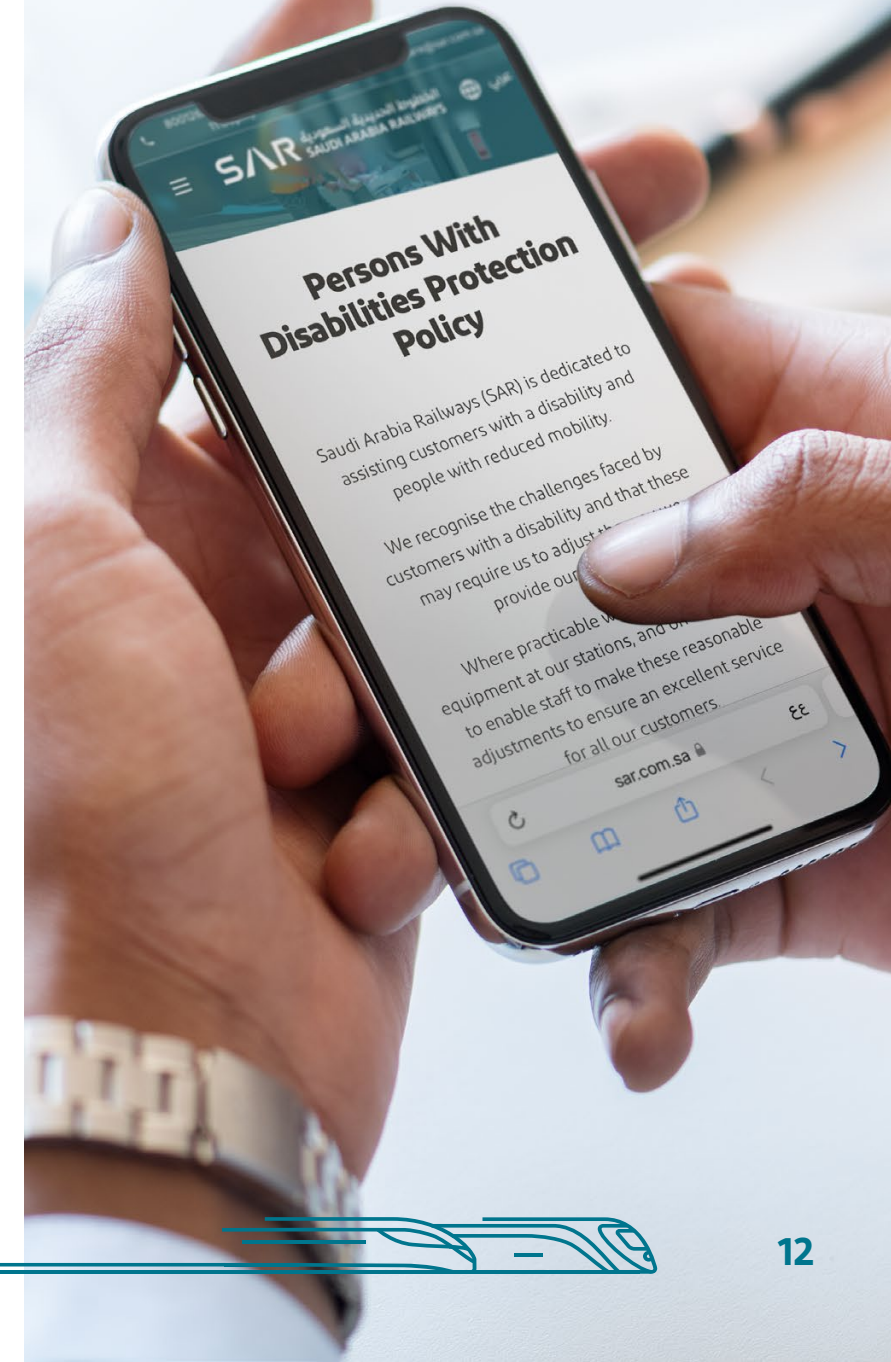 SAR الخطوط الحديدية السعودية
SAUDI ARABIA RAILWAYS
عربي
Persons With
Disabilities Protection
Policy
Saudi Arabia Railways (SAR) is dedicated to
assisting customers with a disability and
people with reduced mobility.
We recognise the challenges faced by
customers with a disability and that these
may require us to adjust
provide our
Where practicable
equipment at our stations, and
to enable staff to make these reasonable
adjustments to ensure an excellent service
for all our customers.
sar.com.sa
عع
12